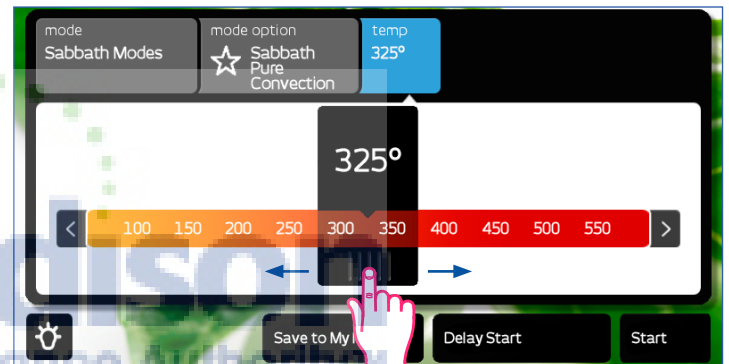 mode
Sabbath Modes
mode option
Sabbath
Pure
Convection
temp
325°
325°
< 100 150 200 250 300 350 400 450 500 550 >
Save to My
Delay Start
Start